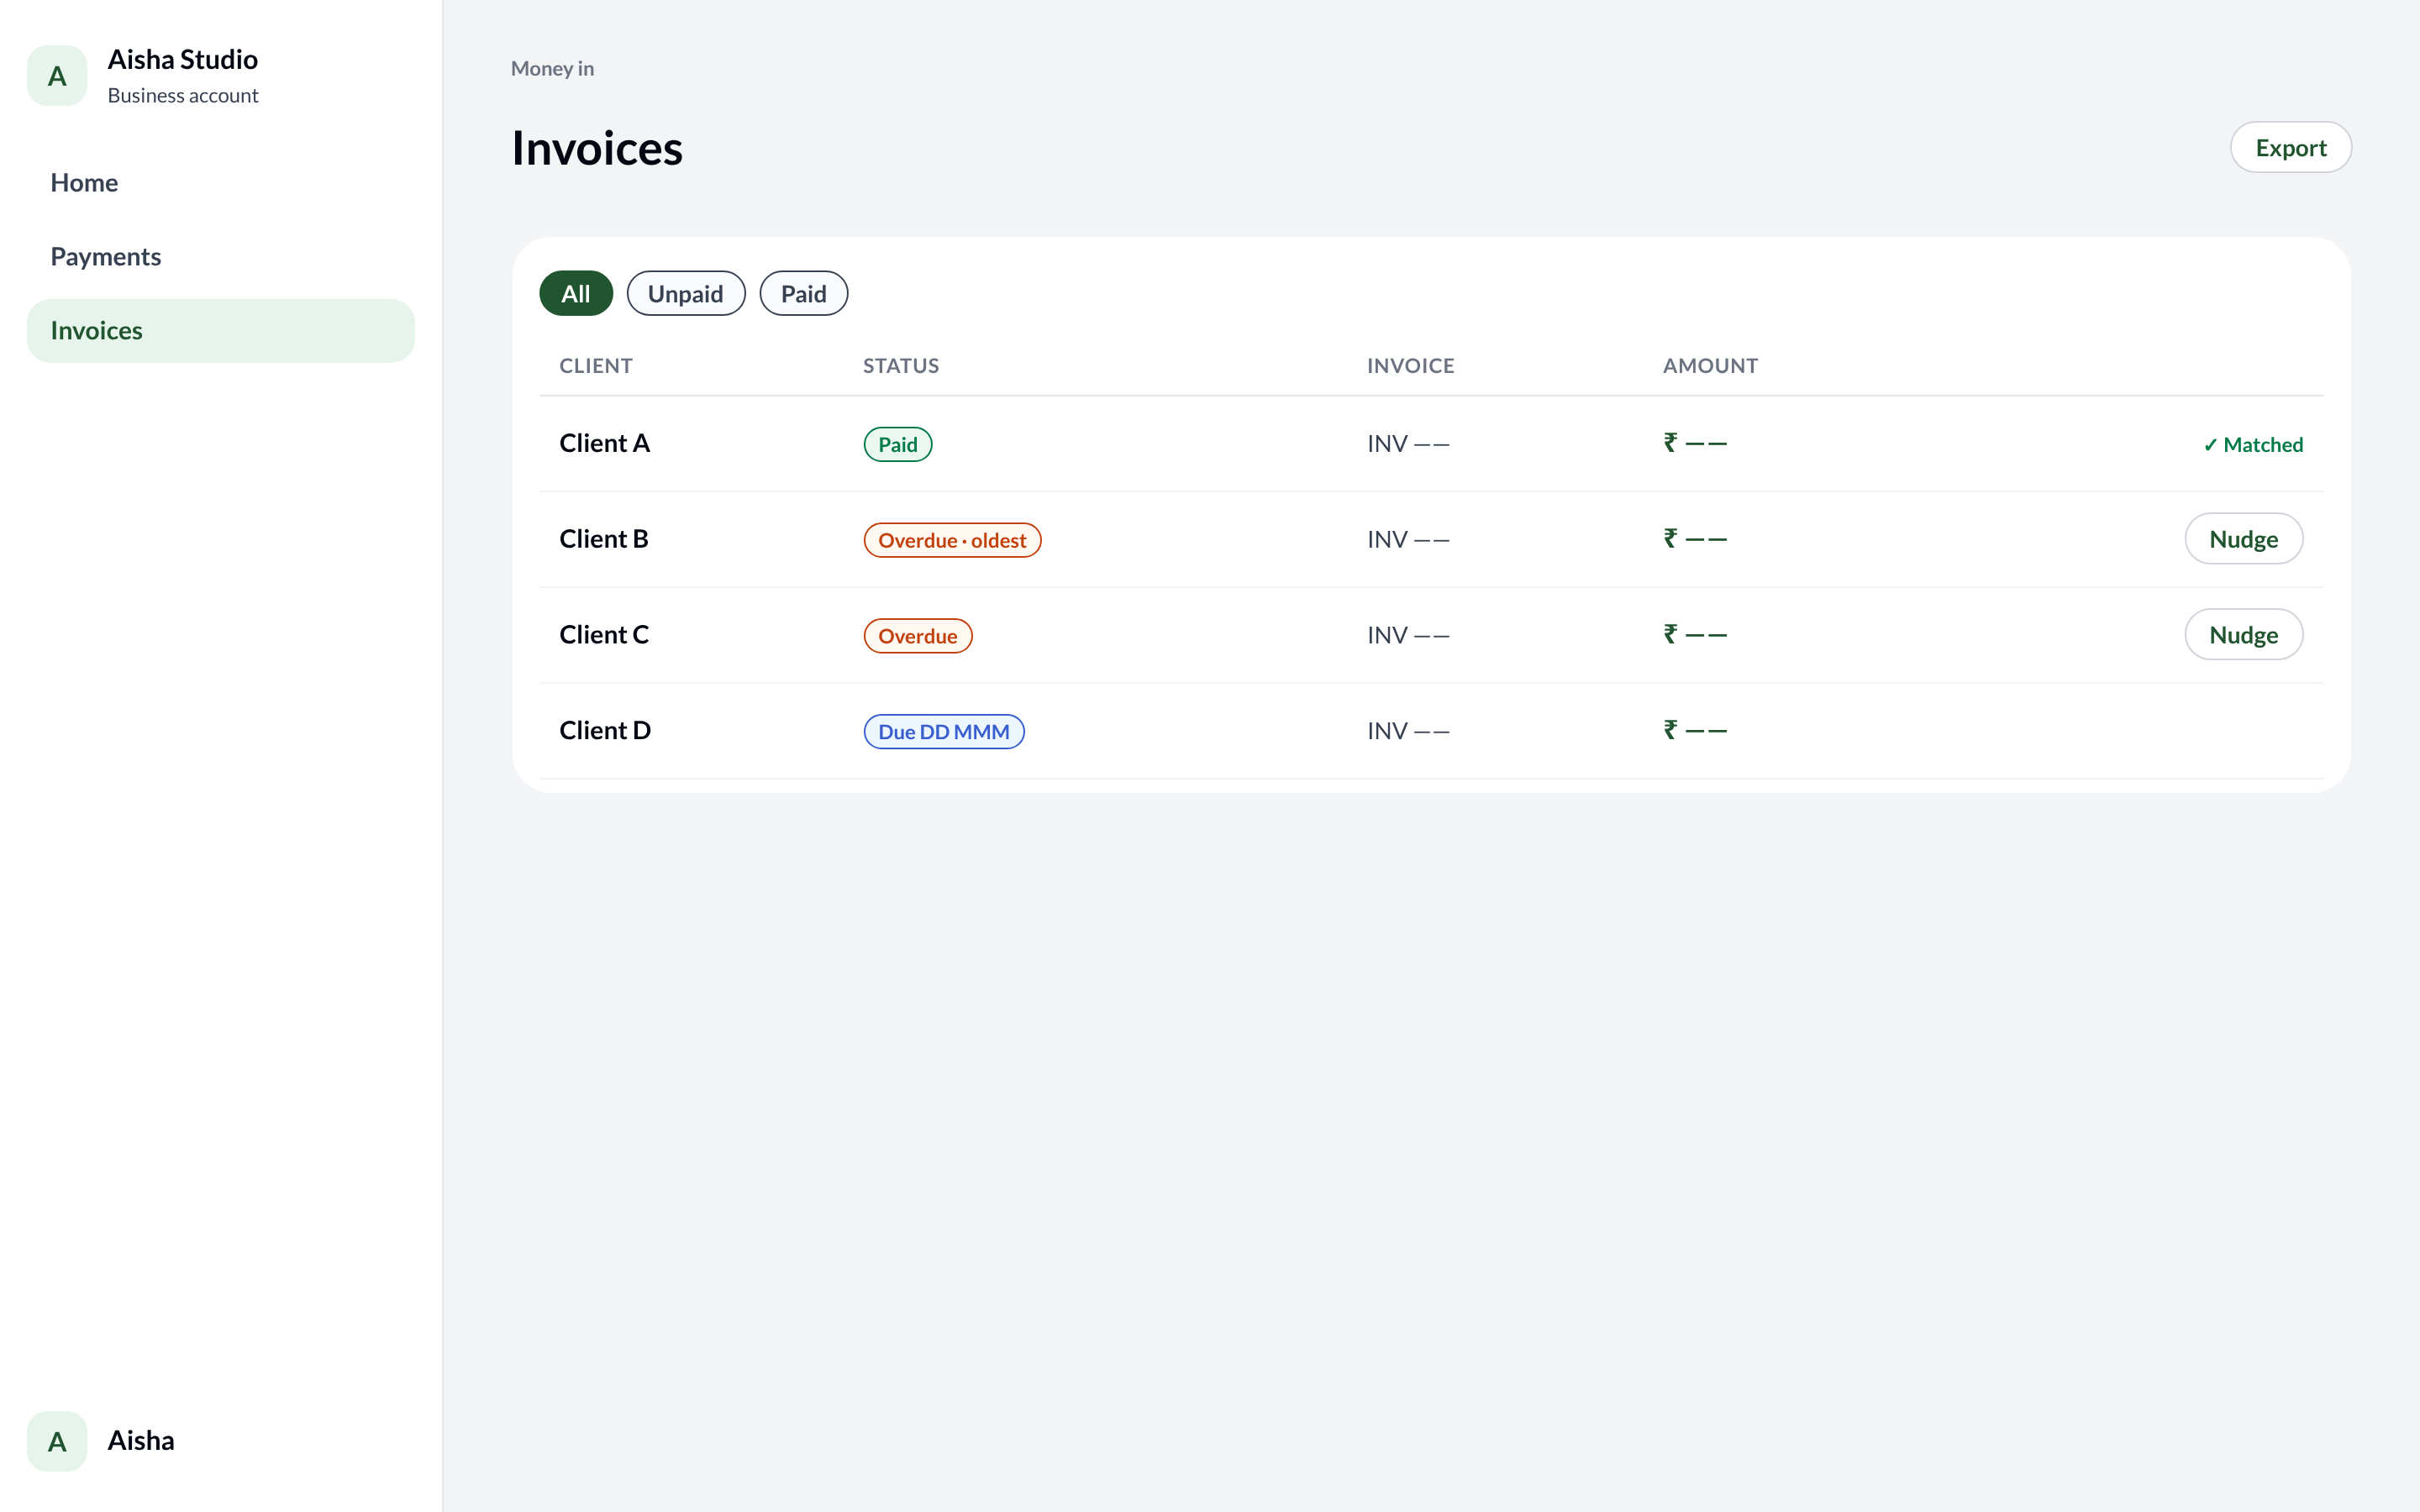 A
Aisha Studio
Business account
Home
Payments
Invoices
A
Aisha
Money in
Invoices
Export
All Unpaid Paid
CLIENT STATUS INVOICE AMOUNT
Client A Paid INV —— ₹ —— ✓ Matched
Client B Overdue · oldest INV —— ₹ —— Nudge
Client C Overdue INV —— ₹ —— Nudge
Client D Due DD MMM INV —— ₹ ——